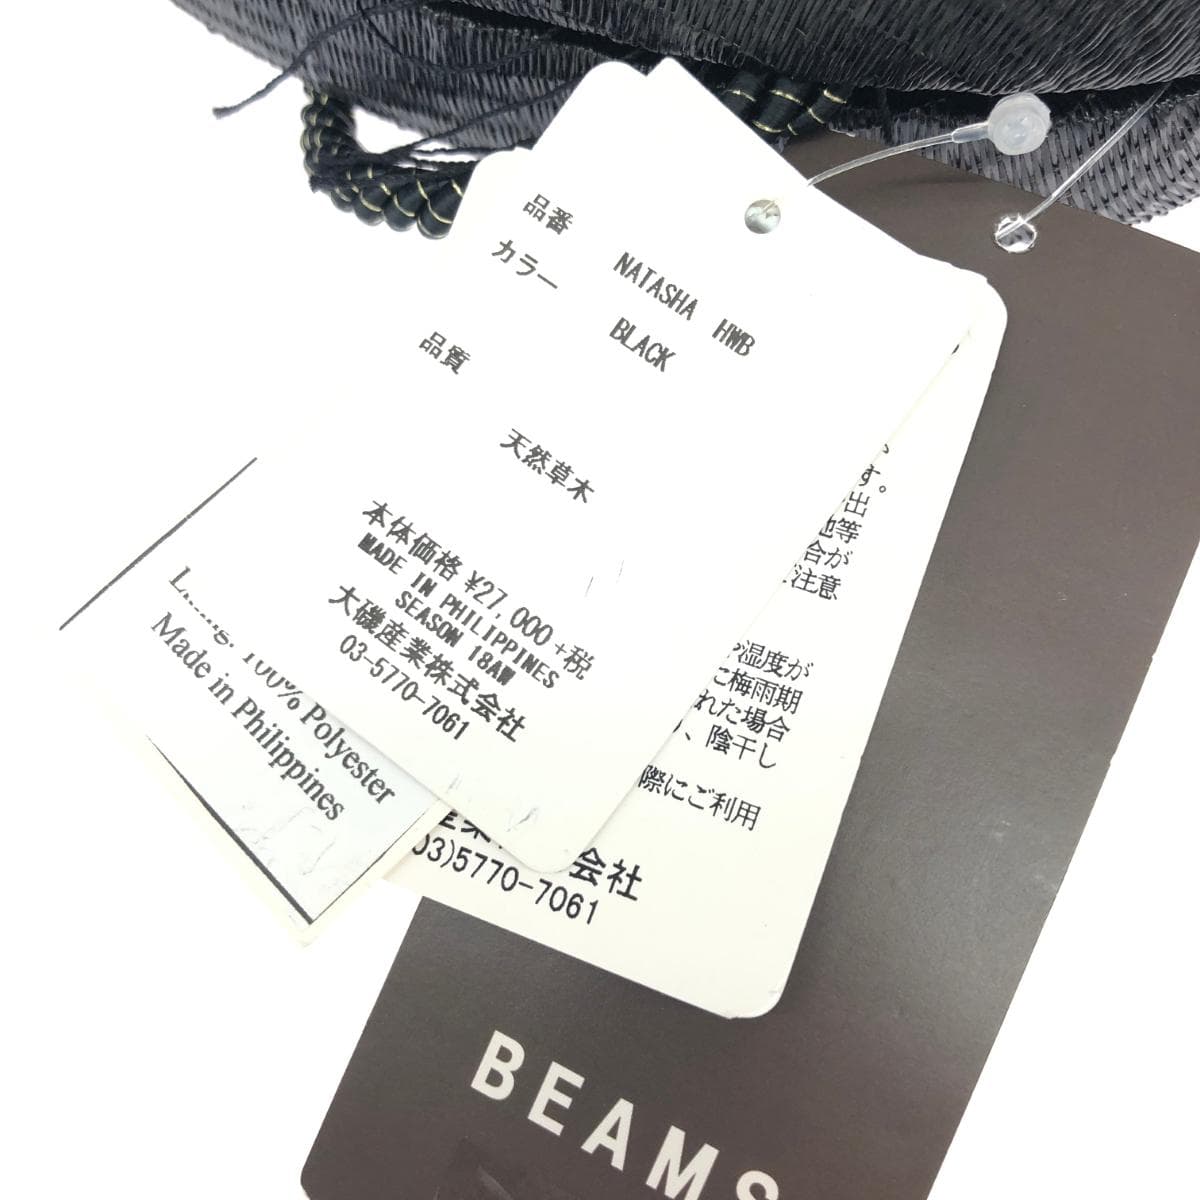 品番 NATASHA HWB
カラー BLACK
品質
天然草木
本体価格 ¥27,000+税
MADE IN PHILIPPINES
SEASON 18AW
大磯産業株式会社
03-5770-7061
100% Polyester
Made in Philippines
す。
出
地等
合が
注意
湿度が
に梅雨期
れた場合
、陰干し
際にご利用
会社
03)5770-7061
BEAMS